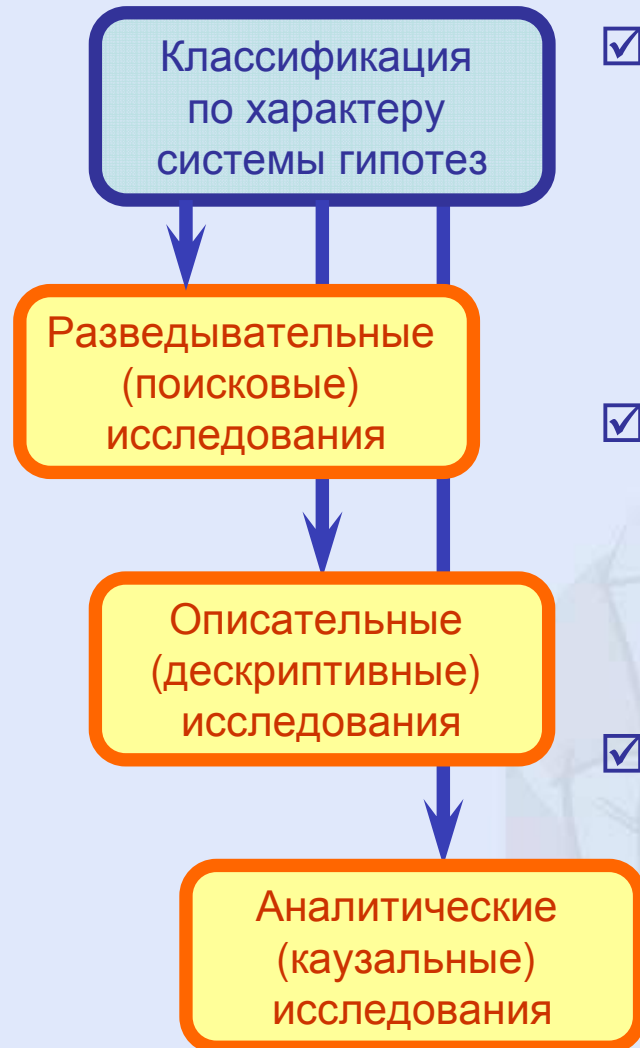 Классификация
по характеру
системы гипотез
Разведывательные
(поисковые)
исследования
Описательные
(дескриптивные)
исследования
Аналитические
(каузальные)
исследования